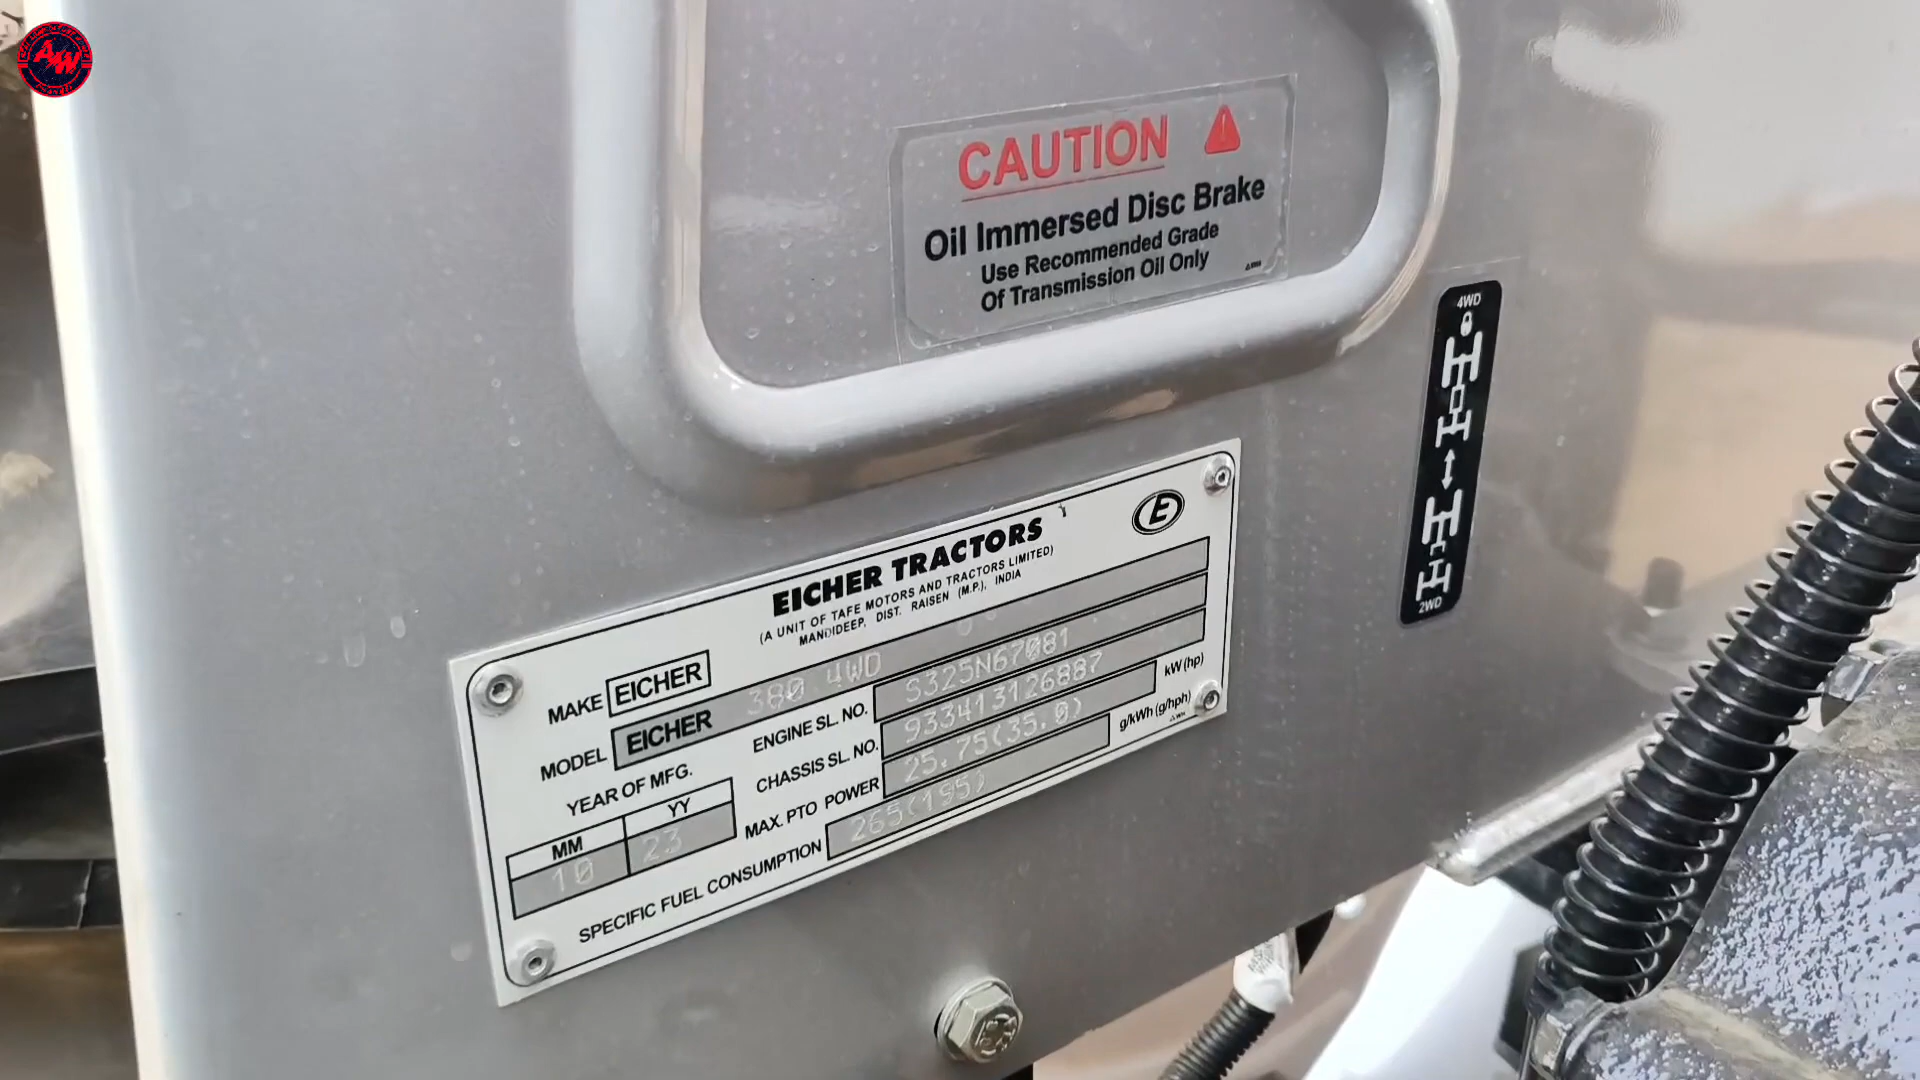 AW
CAUTION
Oil Immersed Disc Brake
Use Recommended Grade
Of Transmission Oil Only
4WD
2WD
EICHER TRACTORS
(A UNIT OF TAFE MOTORS AND TRACTORS LIMITED)
MANDIDEEP, DIST. RAISEN (M.P.), INDIA
MAKE EICHER
MODEL EICHER 380 4WD
YEAR OF MFG.
MM YY
10 23
ENGINE SL. NO. S325N67081
CHASSIS SL. NO. 933413126887
MAX. PTO POWER 25.75(35.0) kW (hp)
SPECIFIC FUEL CONSUMPTION 265(195) g/kWh (g/hph)